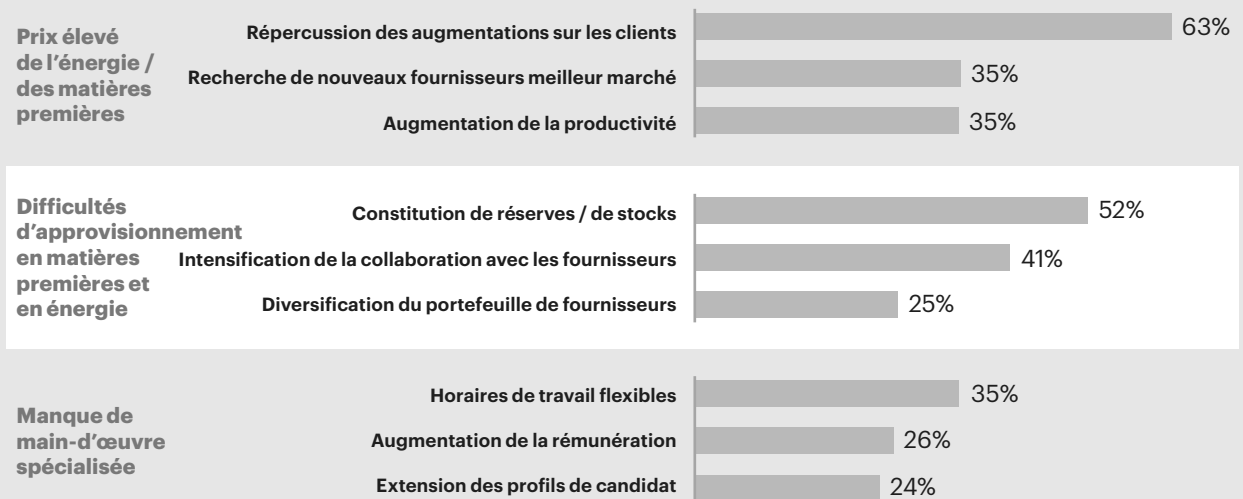 Prix élevé
de l’énergie /
des matières
premières
Répercussion des augmentations sur les clients 63%
Recherche de nouveaux fournisseurs meilleur marché 35%
Augmentation de la productivité 35%
Difficultés
d’approvisionnement
en matières
premières et
en énergie
Constitution de réserves / de stocks 52%
Intensification de la collaboration avec les fournisseurs 41%
Diversification du portefeuille de fournisseurs 25%
Manque de
main-d’œuvre
spécialisée
Horaires de travail flexibles 35%
Augmentation de la rémunération 26%
Extension des profils de candidat 24%